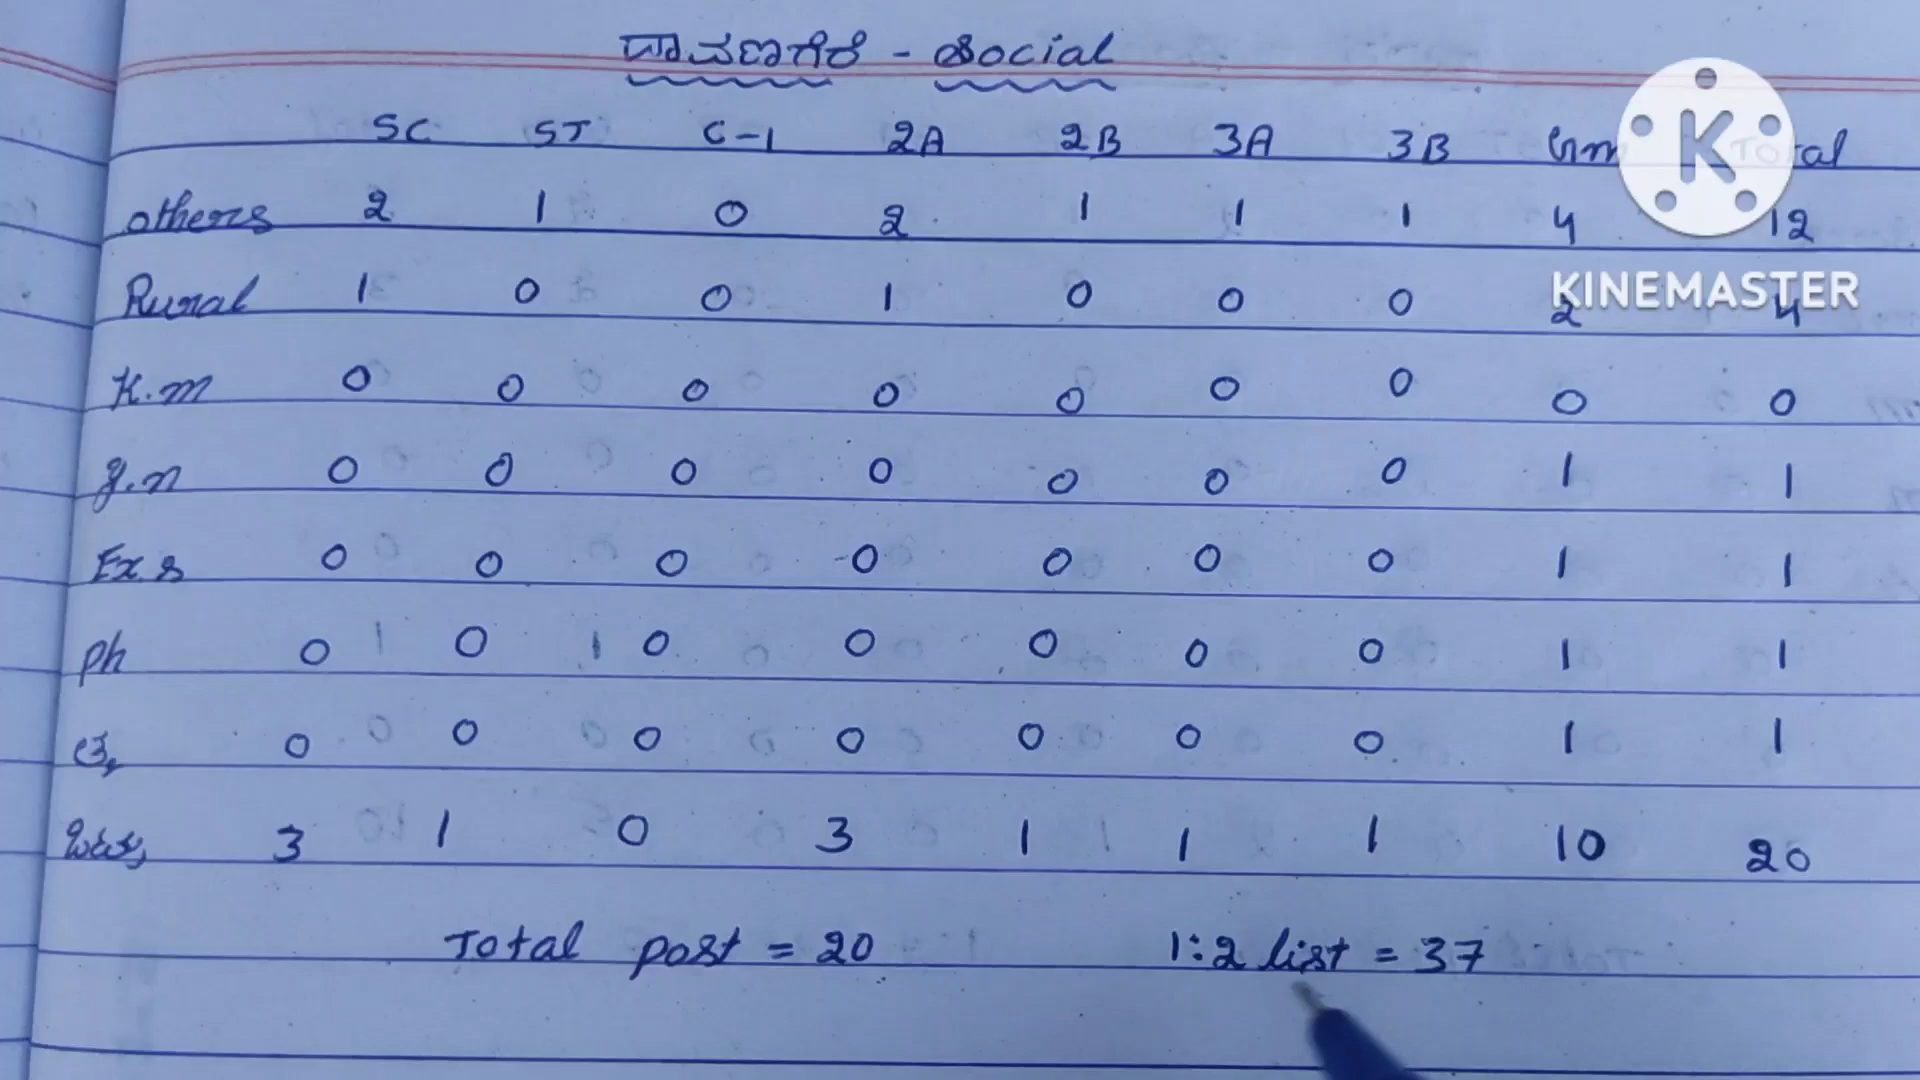 ದಾವಣಗೆರೆ - Social
SC ST C-1 2A 2B 3A 3B Gm Total
others 2 1 0 2 1 1 1 4 12
Rural 1 0 0 1 0 0 0 2 4
KINEMASTER
K.m 0 0 0 0 0 0 0 0 0
y.n 0 0 0 0 0 0 0 1 1
Ex s 0 0 0 0 0 0 0 1 1
ph 0 0 0 0 0 0 0 1 1
0 0 0 0 0 0 0 1 1
ಒಟ್ಟು 3 1 0 3 1 1 1 10 20
Total post = 20 1:2 list = 37